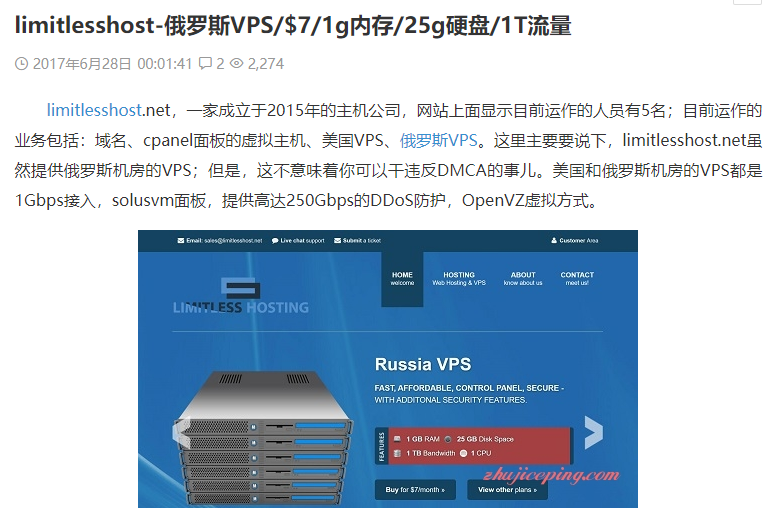 limitlesshost-俄罗斯VPS/$7/1g内存/25g硬盘/1T流量
2017年6月28日 00:01:41 2 2,274
limitlesshost.net，一家成立于2015年的主机公司，网站上面显示目前运作的人员有5名；目前运作的
业务包括：域名、cpanel面板的虚拟主机、美国VPS、俄罗斯VPS。这里主要要说下，limitlesshost.net虽
然提供俄罗斯机房的VPS；但是，这不意味着你可以干违反DMCA的事儿。美国和俄罗斯机房的VPS都是
1Gbps接入，solusvm面板，提供高达250Gbps的DDoS防护，OpenVZ虚拟方式。
Email: sales@limitlesshost.net Live chat support Submit a ticket Customer Area
HOME HOSTING ABOUT CONTACT
welcome Web Hosting & VPS know about us meet us!
LIMITLESS HOSTING
Russia VPS
FAST, AFFORDABLE, CONTROL PANEL, SECURE -
WITH ADDITONAL SECURITY FEATURES.
FEATURES
1 GB RAM 25 GB Disk Space
1 TB Bandwidth 1 CPU
zhujiceping.com
Buy for $7/month » View other plans »